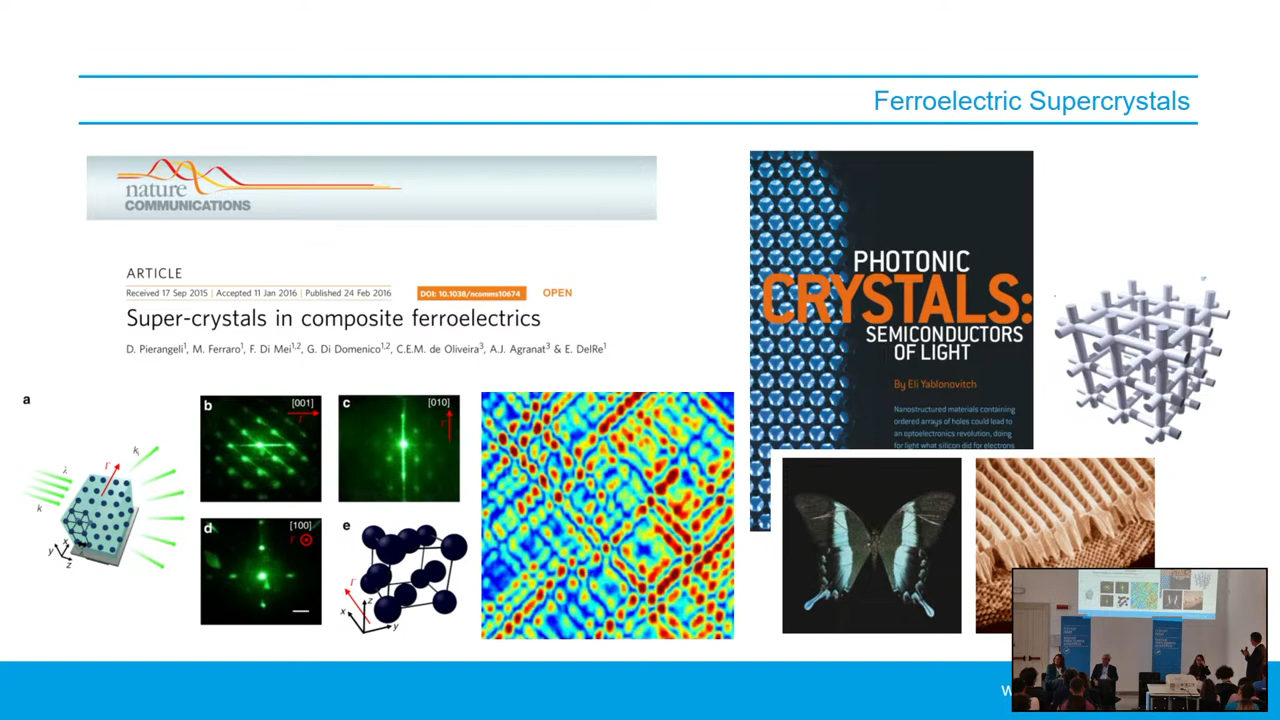 Ferroelectric Supercrystals
nature
COMMUNICATIONS
ARTICLE
Received 17 Sep 2015 | Accepted 11 Jan 2016 | Published 24 Feb 2016
DOI: 10.1038/ncomms10674
OPEN
Super-crystals in composite ferroelectrics
D. Pierangeli¹, M. Ferraro¹, F. Di Mei¹,², G. Di Domenico¹,², C.E.M. de Oliveira³, A.J. Agranat³ & E. DelRe¹
PHOTONIC
CRYSTALS:
SEMICONDUCTORS
OF LIGHT
By Eli Yablonovitch
Nanostructured materials containing
ordered arrays of holes could lead to
an optoelectronics revolution, doing
for light what silicon did for electrons
a
λ
k
Γ
kᵢ
y
x
z
b
[001]
Γ
c
[010]
Γ
d
[100]
Γ
e
Γ
x
z
y
W